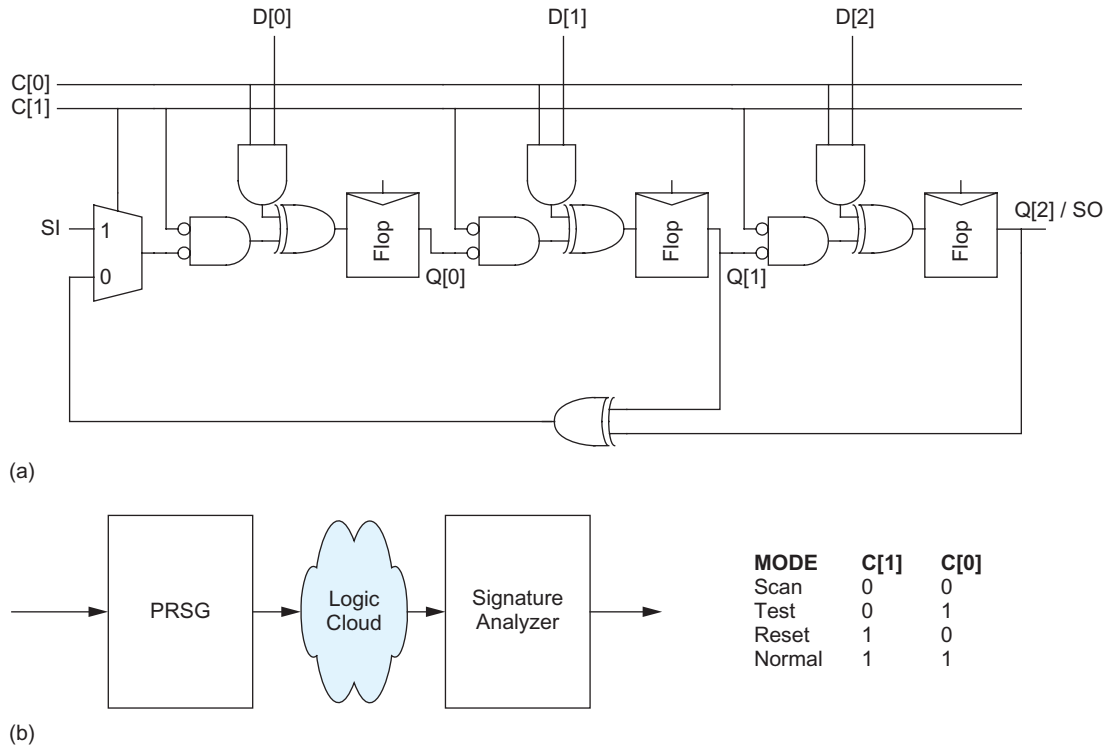 D[0] D[1] D[2]
C[0]
C[1]
SI
1
0
Flop
Q[0]
Flop
Q[1]
Flop
Q[2] / SO
(a)
PRSG
Logic
Cloud
Signature
Analyzer
MODE C[1] C[0]
Scan 0 0
Test 0 1
Reset 1 0
Normal 1 1
(b)